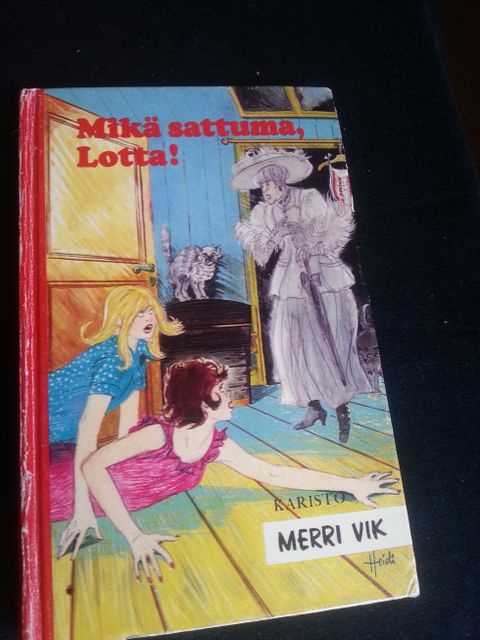 Mikä sattuma,
Lotta!
KARISTO
MERRI VIK
Heidi